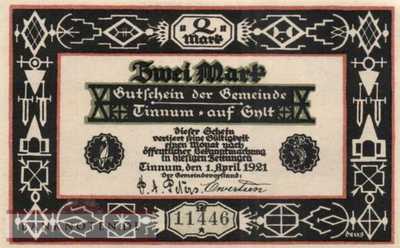 2
Mark
Zwei Mark
Gutschein der Gemeinde
Tinnum auf Sylt
Dieser Schein
verliert seine Gültigkeit
einen Monat nach
öffentlicher Bekanntmachung
in hiesigen Zeitungen
Tinnum, den 1. April 1921
Der Gemeindevorstand:
11446